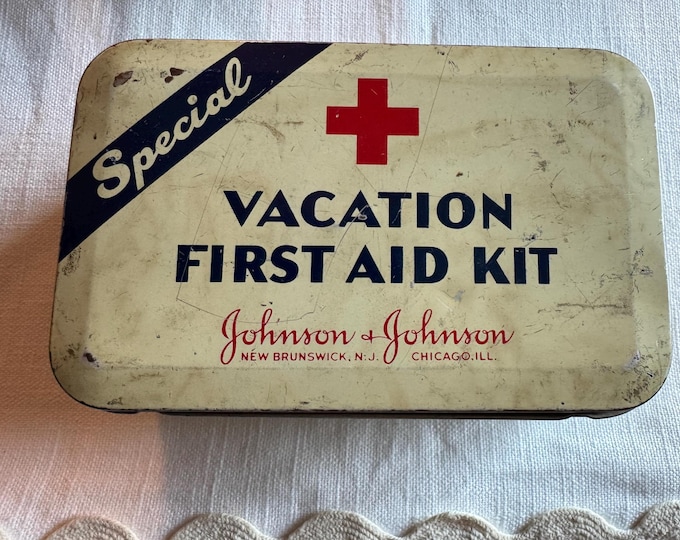 Special
VACATION
FIRST AID KIT
Johnson & Johnson
NEW BRUNSWICK, N.J. CHICAGO, ILL.